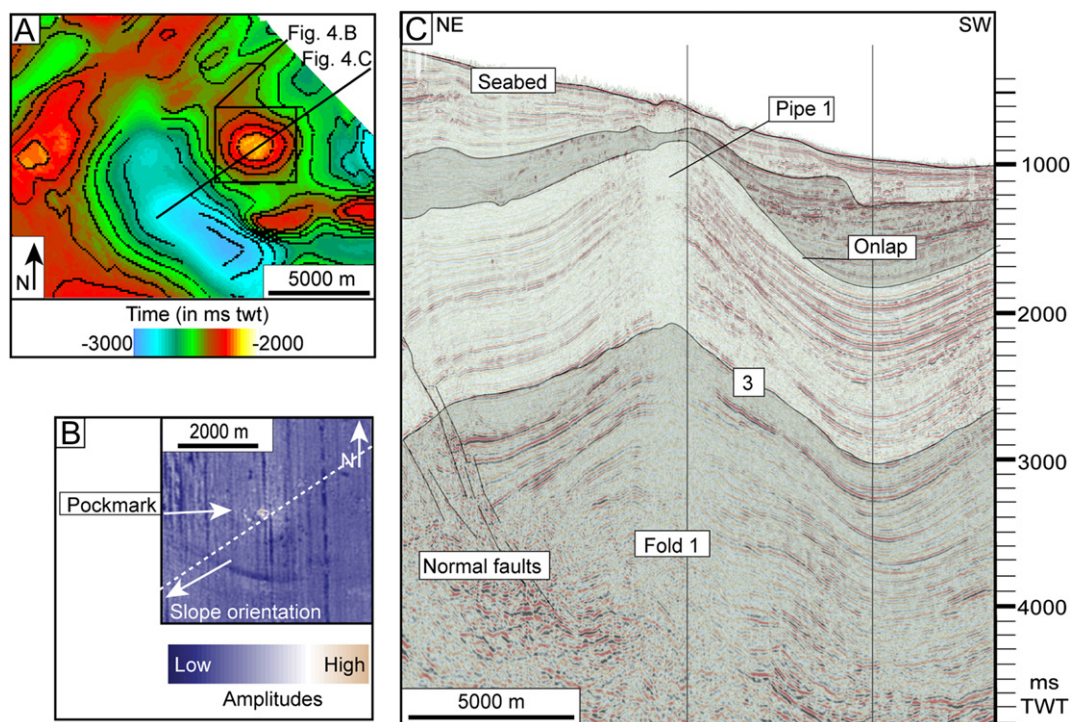 A
Fig. 4.B
Fig. 4.C
N
5000 m
Time (in ms twt)
-3000
-2000
B
2000 m
N
Pockmark
Slope orientation
Low
High
Amplitudes
C
NE
SW
Seabed
Pipe 1
1000
Onlap
2000
3
3000
Fold 1
Normal faults
4000
5000 m
ms
TWT